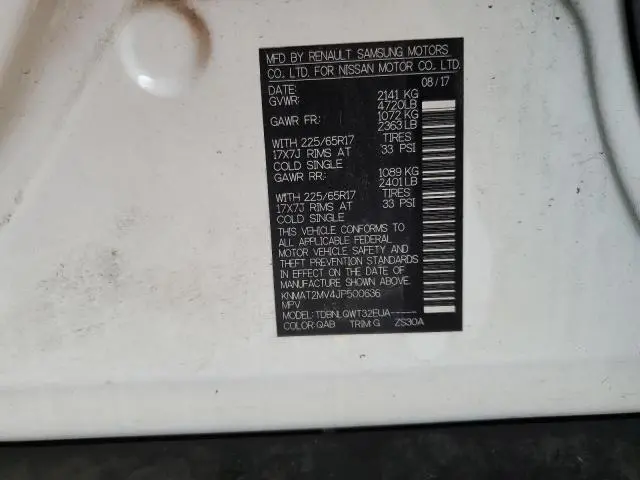 MFD BY RENAULT SAMSUNG MOTORS
CO., LTD. FOR NISSAN MOTOR CO., LTD.
DATE: 08/17
GVWR: 2141 KG
4720LB
GAWR FR: 1072 KG
2363LB
WITH 225/65R17 TIRES
17X7J RIMS AT 33 PSI
COLD SINGLE
GAWR RR: 1089 KG
2401LB
WITH 225/65R17 TIRES
17X7J RIMS AT 33 PSI
COLD SINGLE
THIS VEHICLE CONFORMS TO
ALL APPLICABLE FEDERAL
MOTOR VEHICLE SAFETY AND
THEFT PREVENTION STANDARDS
IN EFFECT ON THE DATE OF
MANUFACTURE SHOWN ABOVE.
KNMAT2MV4JP500636
MPV
MODEL: TDBNLQWT32EUA------
COLOR:QAB TRIM:G ZS30A